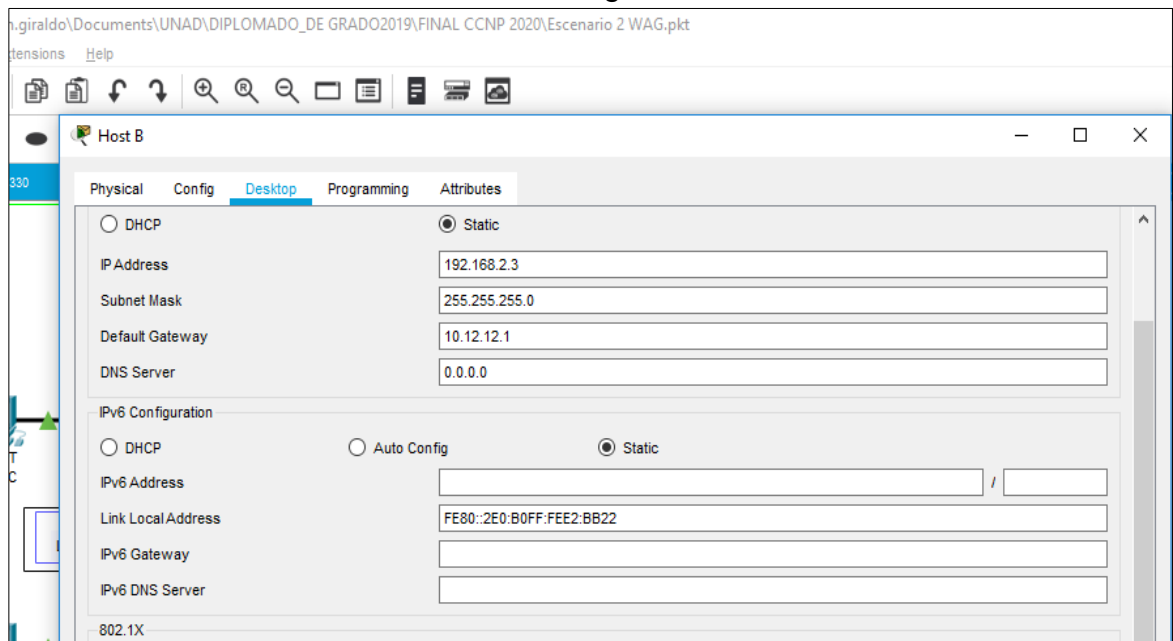 n.giraldo\Documents\UNAD\DIPLOMADO_DE GRADO2019\FINAL CCNP 2020\Escenario 2 WAG.pkt
tensions Help
Host B
330
Physical Config Desktop Programming Attributes
DHCP Static
IP Address 192.168.2.3
Subnet Mask 255.255.255.0
Default Gateway 10.12.12.1
DNS Server 0.0.0.0
IPv6 Configuration
DHCP Auto Config Static
IPv6 Address /
Link Local Address FE80::2E0:B0FF:FEE2:BB22
IPv6 Gateway
IPv6 DNS Server
802.1X
T
C